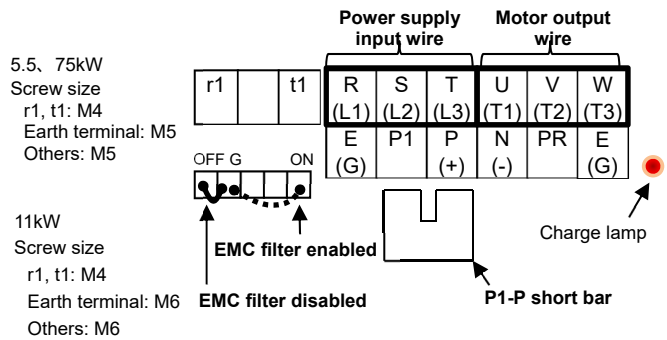 Power supply
input wire
Motor output
wire
5.5、75kW
Screw size
r1, t1: M4
Earth terminal: M5
Others: M5
r1 t1 R S T U V W
(L1) (L2) (L3) (T1) (T2) (T3)
E P1 P N PR E
(G) (+) (-) (G)
OFF G ON
Charge lamp
11kW
Screw size
r1, t1: M4
Earth terminal: M6
Others: M6
EMC filter enabled
EMC filter disabled
P1-P short bar